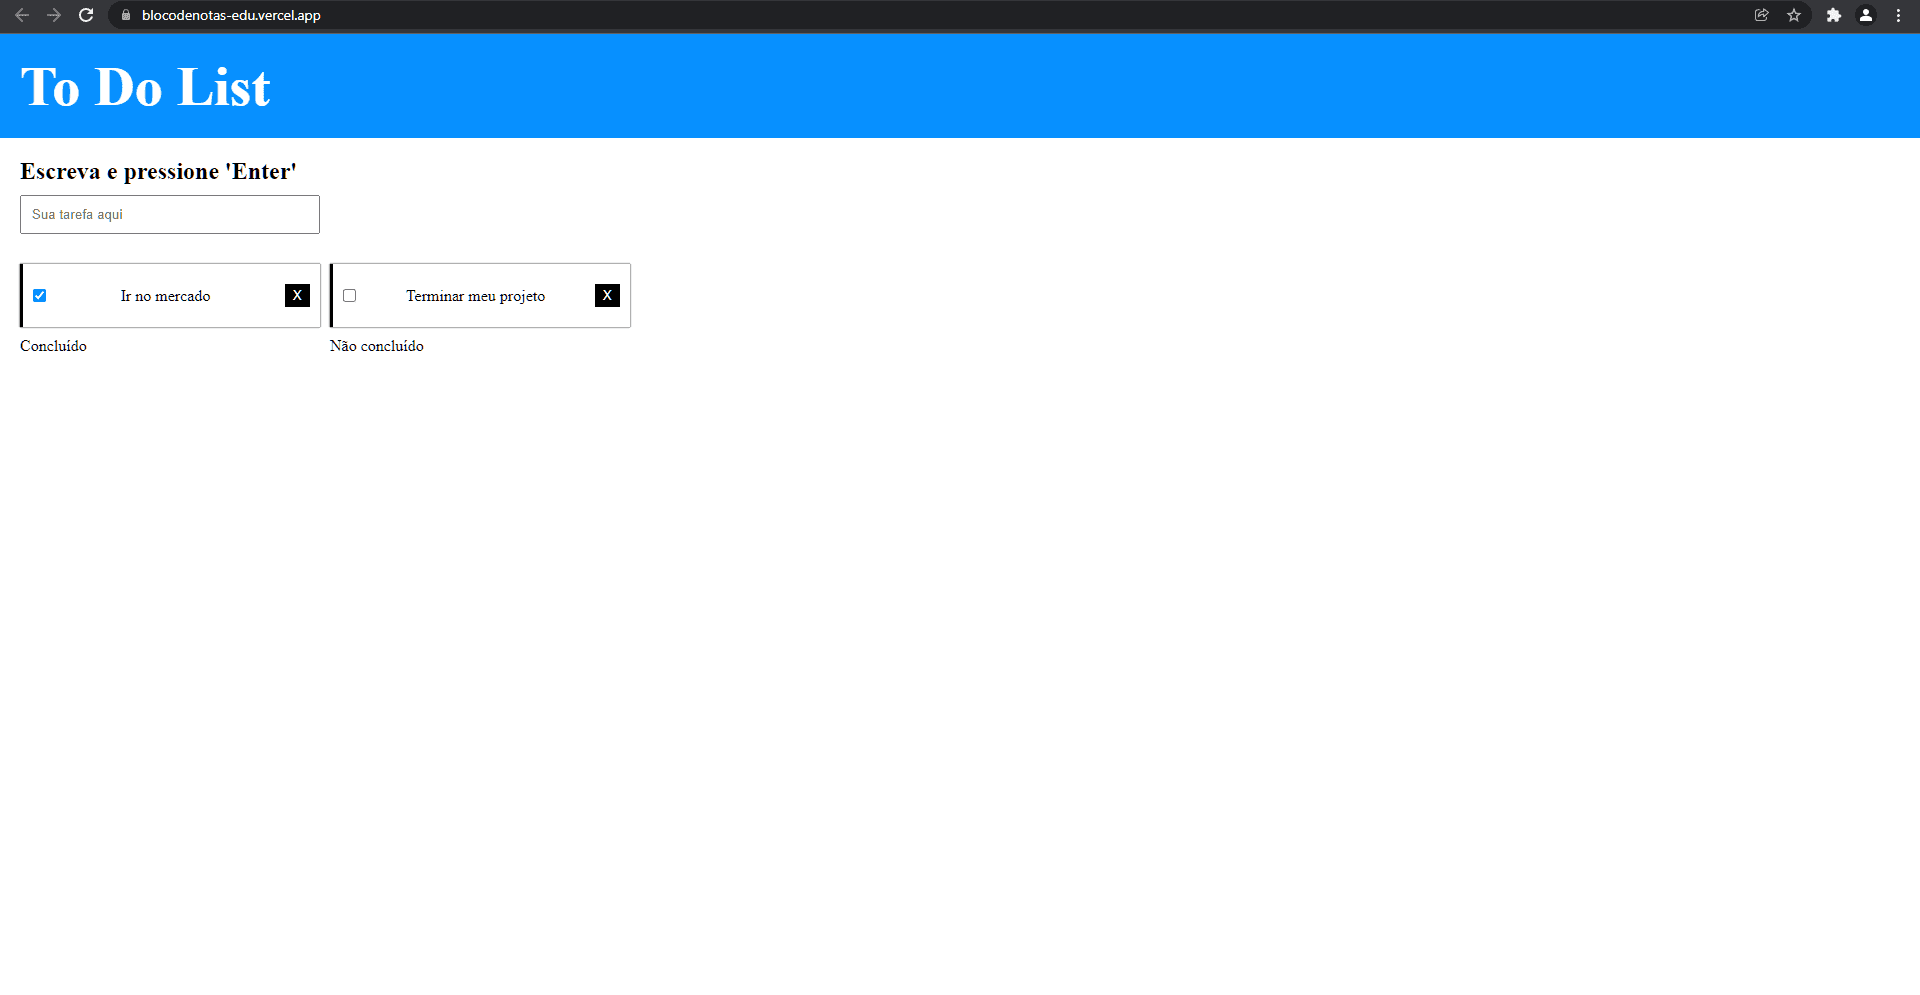 blocodenotas-edu.vercel.app
To Do List
Escreva e pressione 'Enter'
Sua tarefa aqui
Ir no mercado X
Terminar meu projeto X
Concluído
Não concluído